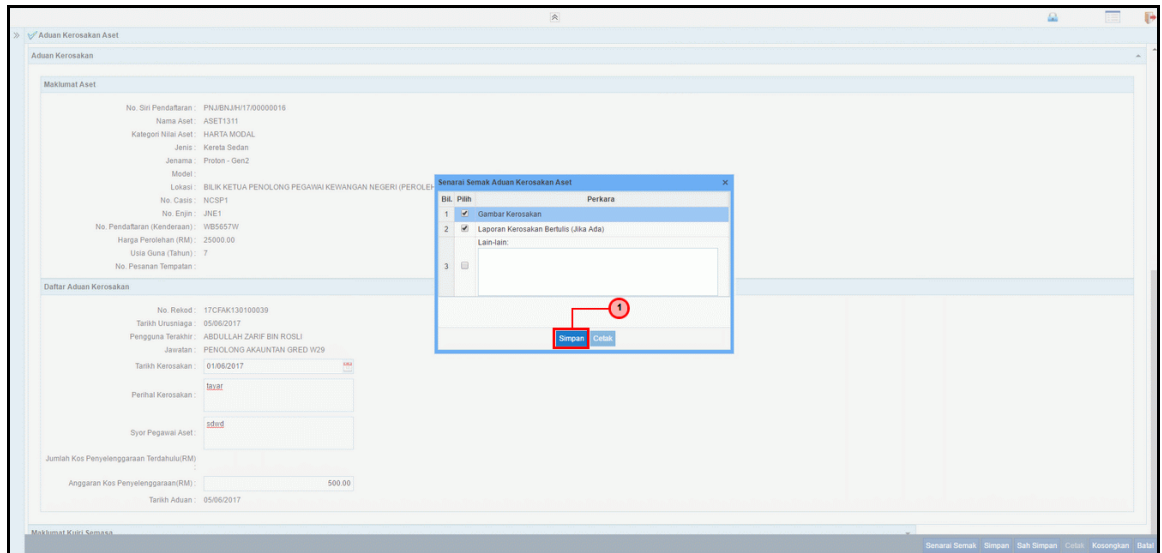 Aduan Kerosakan Aset
Aduan Kerosakan
Maklumat Aset
No. Siri Pendaftaran : PNJ/BNJ/H/17/00000016
Nama Aset : ASET1311
Kategori Nilai Aset : HARTA MODAL
Jenis : Kereta Sedan
Jenama : Proton - Gen2
Model :
Lokasi : BILIK KETUA PENOLONG PEGAWAI KEWANGAN NEGERI (PEROLEH
No. Casis : NCSP1
No. Enjin : JNE1
No. Pendaftaran (Kenderaan) : WB5657W
Harga Perolehan (RM) : 25000.00
Usia Guna (Tahun) : 7
No. Pesanan Tempatan :
Senarai Semak Aduan Kerosakan Aset x
Bil. Pilih Perkara
1 Gambar Kerosakan
2 Laporan Kerosakan Bertulis (Jika Ada)
Lain-lain:
3
1
Simpan Cetak
Daftar Aduan Kerosakan
No. Rekod : 17CFAK130100039
Tarikh Urusniaga : 05/06/2017
Pengguna Terakhir : ABDULLAH ZARIF BIN ROSLI
Jawatan : PENOLONG AKAUNTAN GRED W29
Tarikh Kerosakan : 01/06/2017
Perihal Kerosakan : tayar
Syor Pegawai Aset : sdwd
Jumlah Kos Penyelenggaraan Terdahulu(RM)
:
Anggaran Kos Penyelenggaraan(RM) : 500.00
Tarikh Aduan : 05/06/2017
Maklumat Kuiri Semasa
Senarai Semak Simpan Sah Simpan Cetak Kosongkan Batal